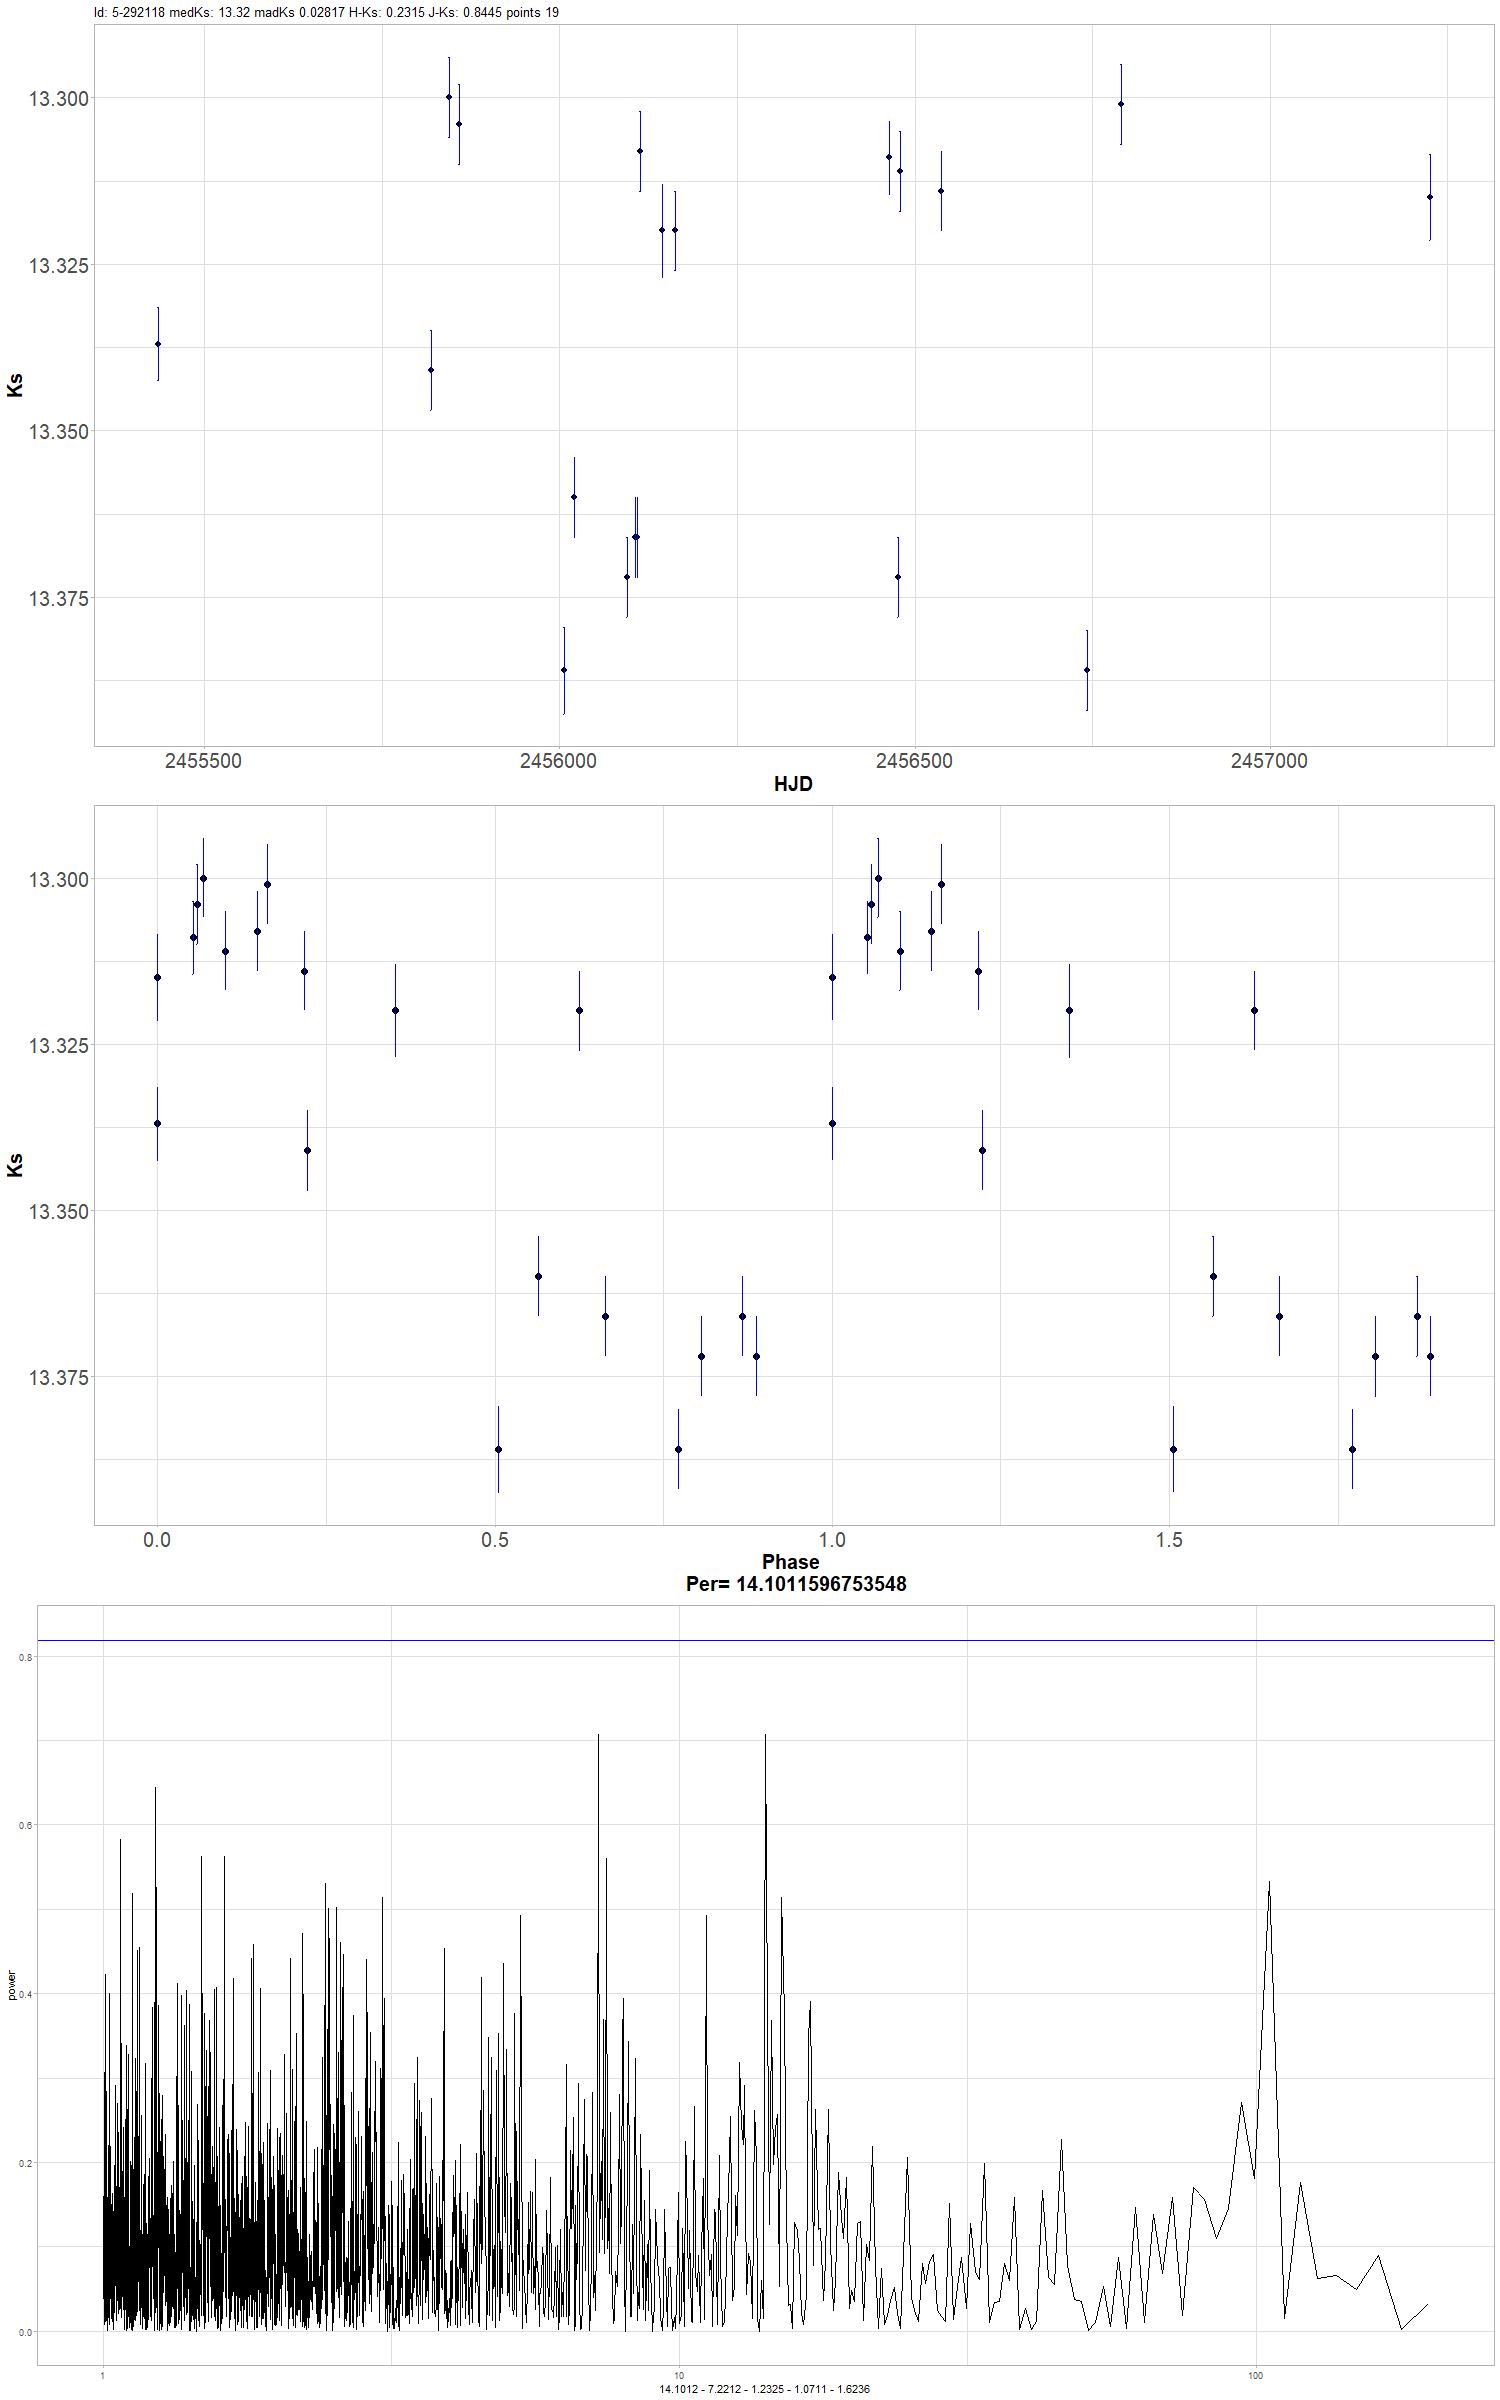 Id: 5-292118 medKs: 13.32 madKs 0.02817 H-Ks: 0.2315 J-Ks: 0.8445 points 19
13.300
13.325
13.350
13.375
Ks
2455500 2456000 2456500 2457000
HJD
13.300
13.325
13.350
13.375
Ks
0.0 0.5 1.0 1.5
Phase
Per= 14.1011596753548
0.8
0.6
0.4
0.2
0.0
power
1 10 100
14.1012 - 7.2212 - 1.2325 - 1.0711 - 1.6236